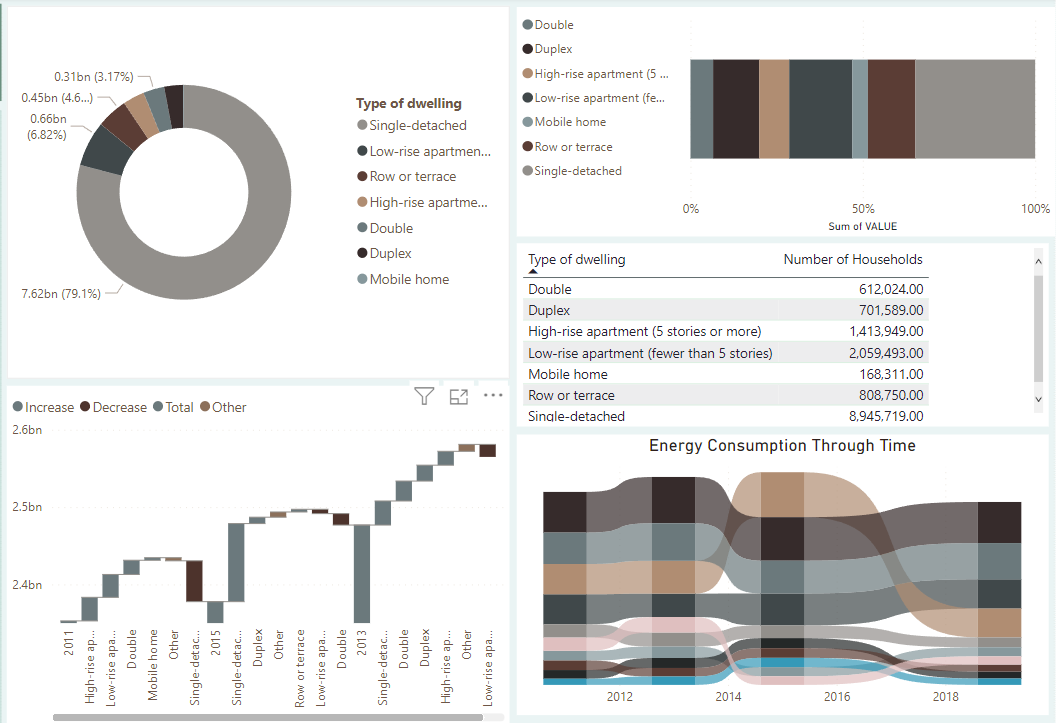 0.31bn (3.17%)
0.45bn (4.6...)
0.66bn
(6.82%)
7.62bn (79.1%)
Type of dwelling
Single-detached
Low-rise apartmen...
Row or terrace
High-rise apartme...
Double
Duplex
Mobile home
Double
Duplex
High-rise apartment (5 ...
Low-rise apartment (fe...
Mobile home
Row or terrace
Single-detached
0% 50% 100%
Sum of VALUE
Type of dwelling Number of Households
Double 612,024.00
Duplex 701,589.00
High-rise apartment (5 stories or more) 1,413,949.00
Low-rise apartment (fewer than 5 stories) 2,059,493.00
Mobile home 168,311.00
Row or terrace 808,750.00
Single-detached 8,945,719.00
Increase Decrease Total Other
2.6bn
2.5bn
2.4bn
2011
High-rise ap...
Low-rise apa...
Double
Mobile home
Other
Single-detac...
2015
Single-detac...
Duplex
Other
Row or terrace
Low-rise apa...
Double
2013
Single-detac...
Double
Duplex
High-rise ap...
Other
Low-rise apa...
Energy Consumption Through Time
2012 2014 2016 2018